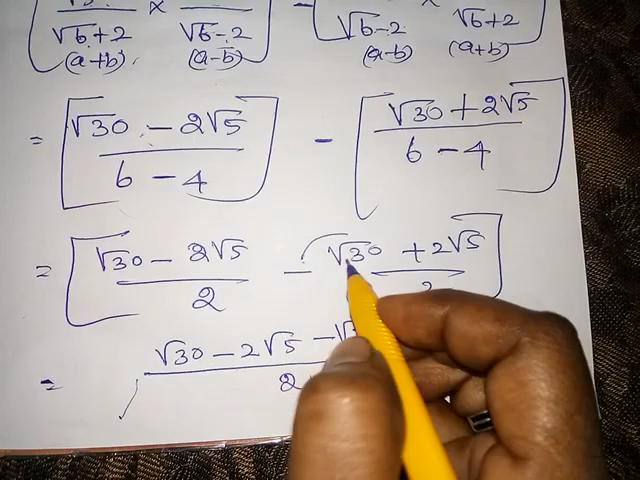 √6+2 × √6-2 - √6-2 × √6+2
(a+b) (a-b) (a-b) (a+b)
= [√30 - 2√5 / 6-4] - [√30 + 2√5 / 6-4]
= [√30 - 2√5 / 2 - √30 + 2√5 / 2]
= √30 - 2√5 - √ / 2